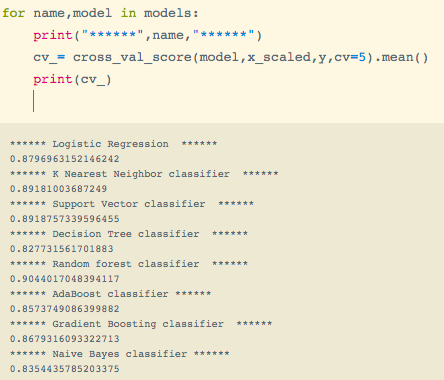 for name,model in models:
print("******",name,"******")
cv_= cross_val_score(model,x_scaled,y,cv=5).mean()
print(cv_)
****** Logistic Regression  ******
0.8796963152146242
****** K Nearest Neighbor classifier  ******
0.89181003687249
****** Support Vector classifier  ******
0.8918757339596455
****** Decision Tree classifier  ******
0.827731561701883
****** Random forest classifier  ******
0.9044017048394117
****** AdaBoost classifier ******
0.8573749086399882
****** Gradient Boosting classifier  ******
0.8679316093322713
****** Naive Bayes classifier ******
0.8354435785203375